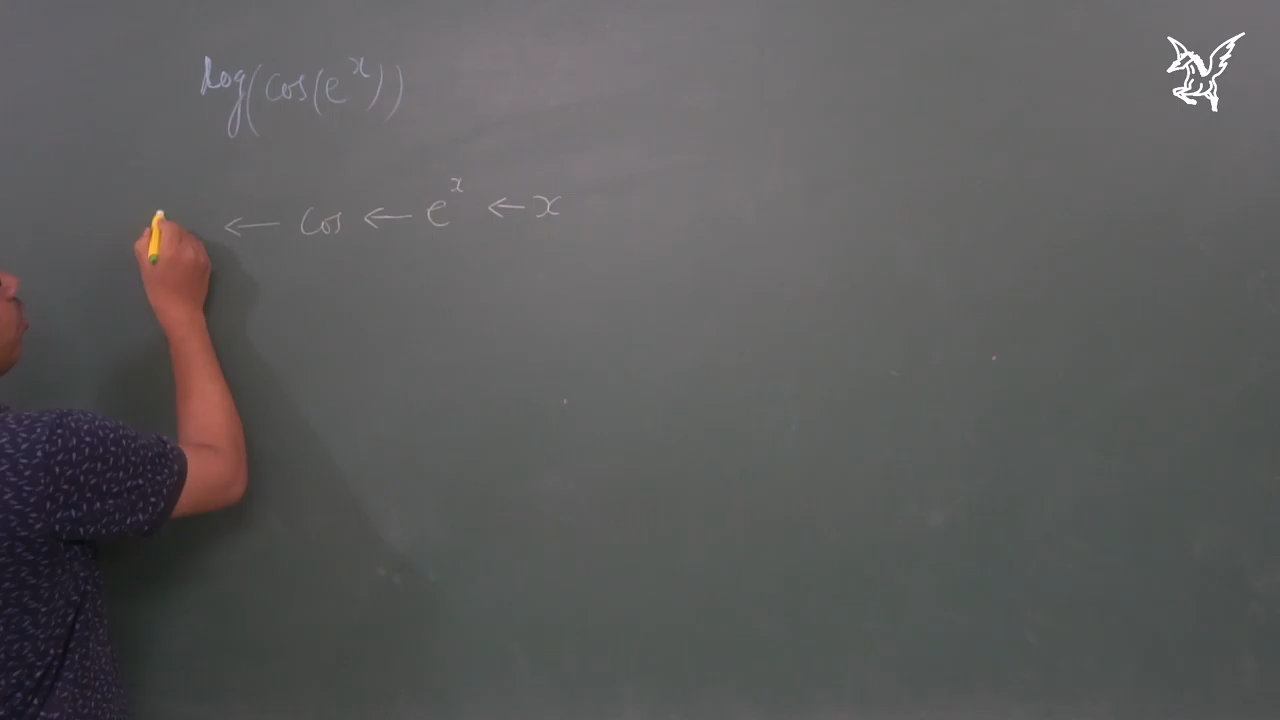 log(cos(e^x))
← cos ← e^x ← x